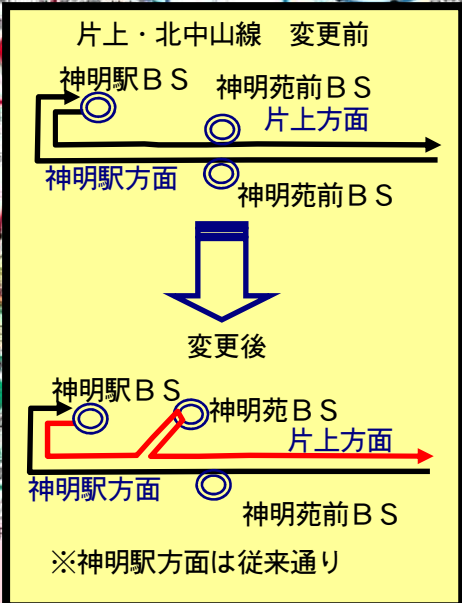 片上・北中山線　変更前
神明駅ＢＳ
神明苑前ＢＳ
片上方面
神明駅方面
神明苑前ＢＳ
変更後
神明駅ＢＳ
神明苑ＢＳ
片上方面
神明駅方面
神明苑前ＢＳ
※神明駅方面は従来通り